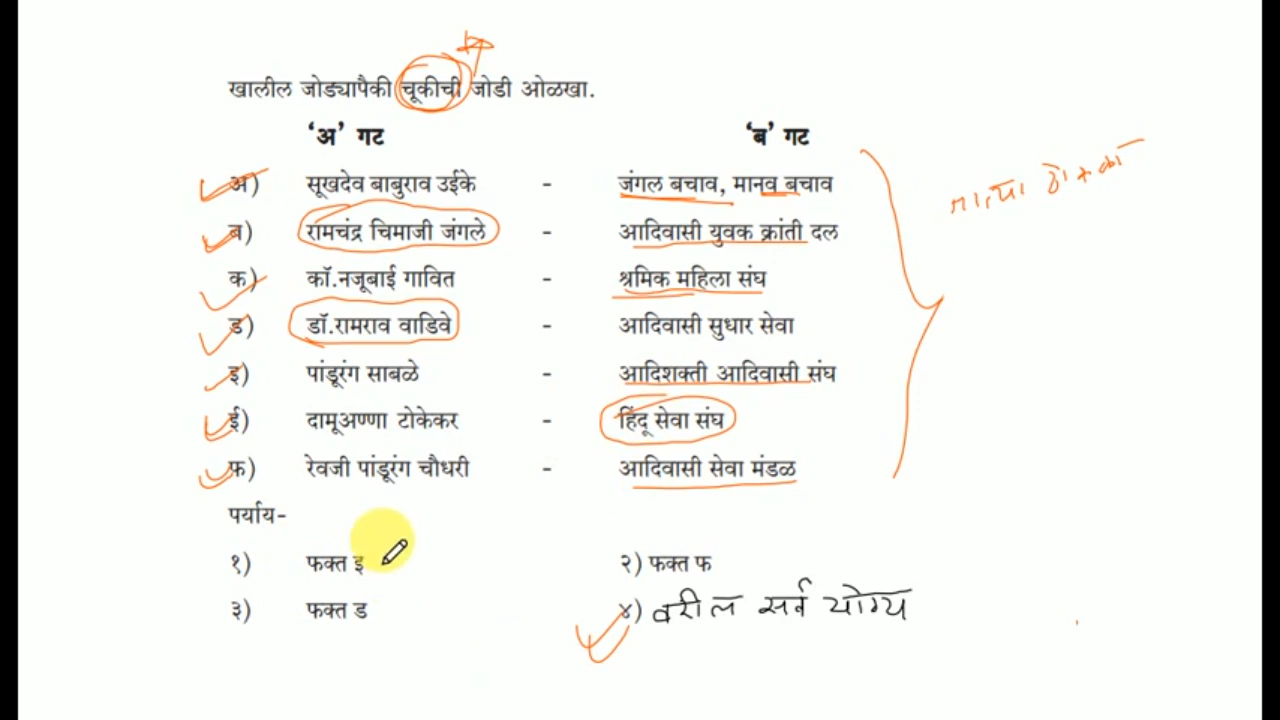 खालील जोड्यापैकी चूकीची जोडी ओळखा.
‘अ’ गट ‘ब’ गट
अ) सूखदेव बाबुराव उईके - जंगल बचाव, मानव बचाव
ब) रामचंद्र चिमाजी जंगले - आदिवासी युवक क्रांती दल
क) कॉ.नजूबाई गावित - श्रमिक महिला संघ
ड) डॉ.रामराव वाडिवे - आदिवासी सुधार सेवा
इ) पांडूरंग साबळे - आदिशक्ती आदिवासी संघ
ई) दामूअण्णा टोकेकर - हिंदू सेवा संघ
फ) रेवजी पांडूरंग चौधरी - आदिवासी सेवा मंडळ
पर्याय-
१) फक्त इ २) फक्त फ
३) फक्त ड ४) वरील सर्व योग्य